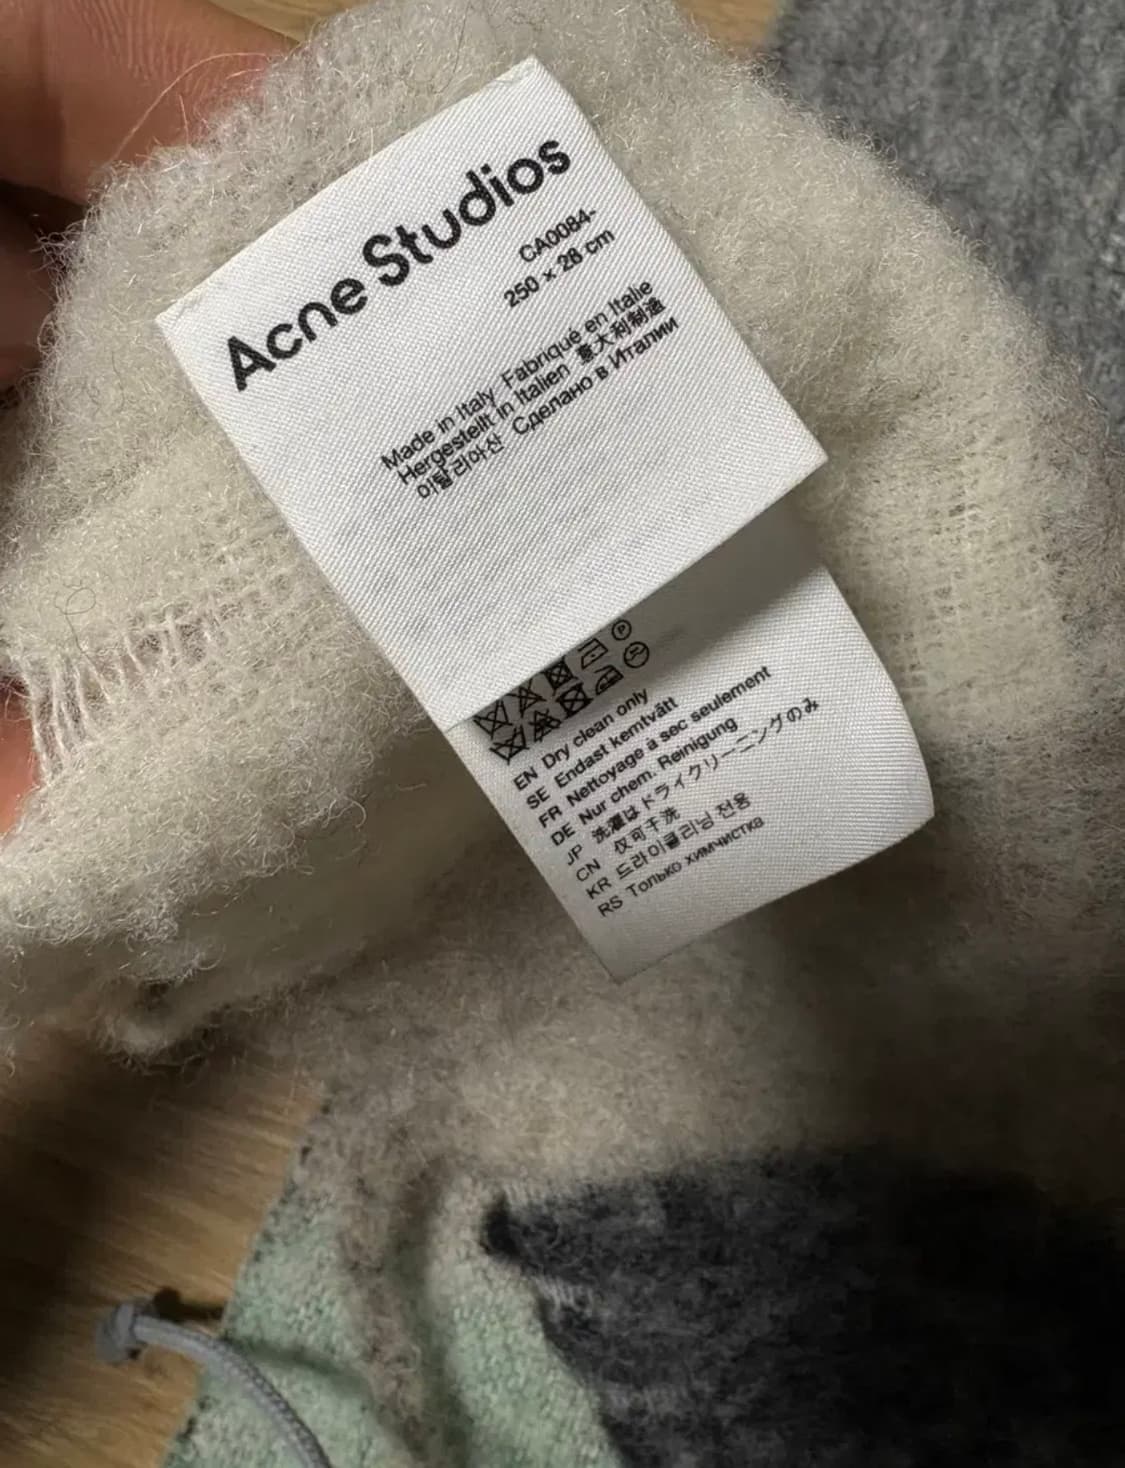 Acne Studios
CA0084-
250 × 28 cm
Made in Italy Fabriqué en Italie
Hergestellt in Italien 意大利制造
이탈리아산 Сделано в Италии
P
EN Dry clean only
SE Endast kemtvätt
FR Nettoyage à sec seulement
DE Nur chem. Reinigung
JP 洗濯はドライクリーニングのみ
CN 仅可干洗
KR 드라이클리닝 전용
RS Только химчистка